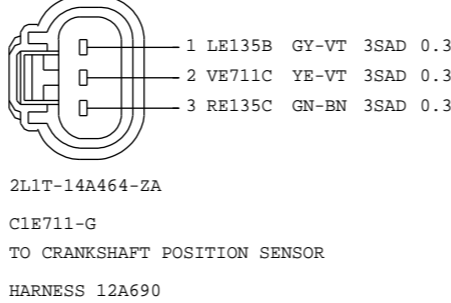 1 LE135B GY-VT 3SAD 0.3
2 VE711C YE-VT 3SAD 0.3
3 RE135C GN-BN 3SAD 0.3
2L1T-14A464-ZA
C1E711-G
TO CRANKSHAFT POSITION SENSOR
HARNESS 12A690